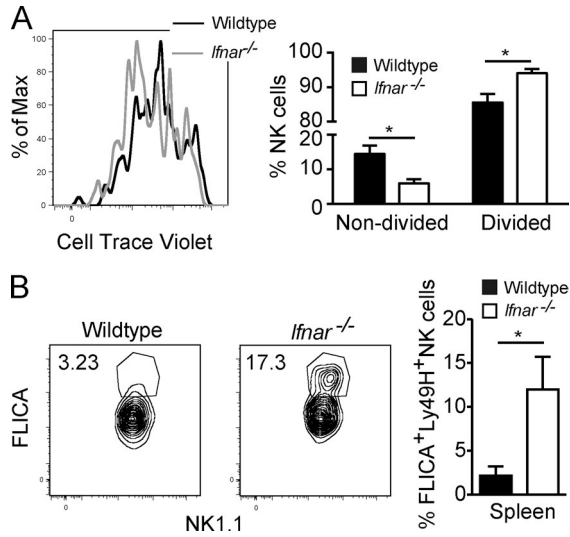 A
Wildtype
Ifnar-/-
100
80
60
40
20
0
% of Max
0
Cell Trace Violet
Wildtype
Ifnar-/-
*
*
100
90
80
20
10
0
% NK cells
Non-divided
Divided
B
Wildtype
Ifnar-/-
3.23
17.3
FLICA
0
0
0
0
NK1.1
Wildtype
Ifnar-/-
*
20
15
10
5
0
% FLICA+Ly49H+NK cells
Spleen